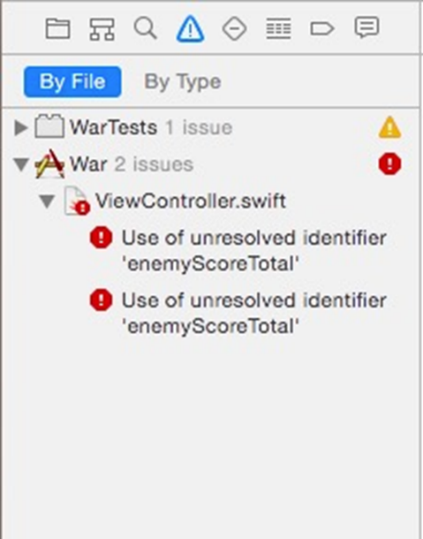 By File By Type
WarTests 1 issue
War 2 issues
ViewController.swift
Use of unresolved identifier
'enemyScoreTotal'
Use of unresolved identifier
'enemyScoreTotal'